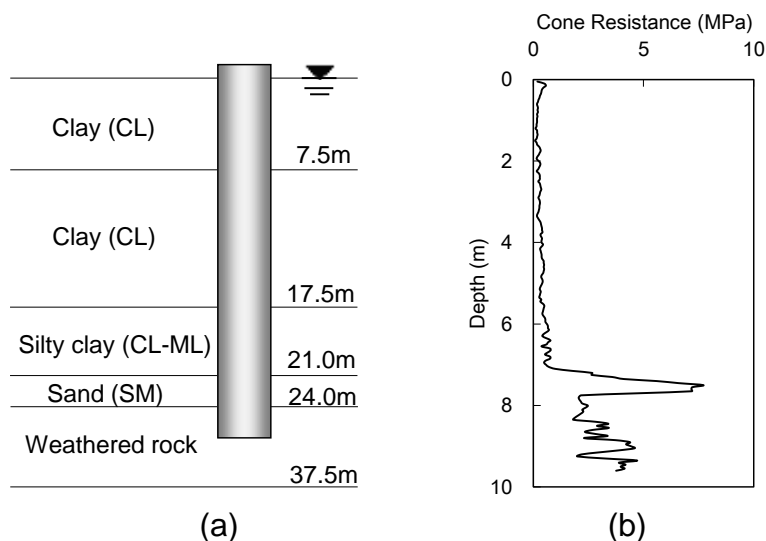 Clay (CL)
7.5m
Clay (CL)
17.5m
Silty clay (CL-ML)
21.0m
Sand (SM)
24.0m
Weathered rock
37.5m
(a)
Cone Resistance (MPa)
0 5 10
0
2
4
6
8
10
Depth (m)
(b)